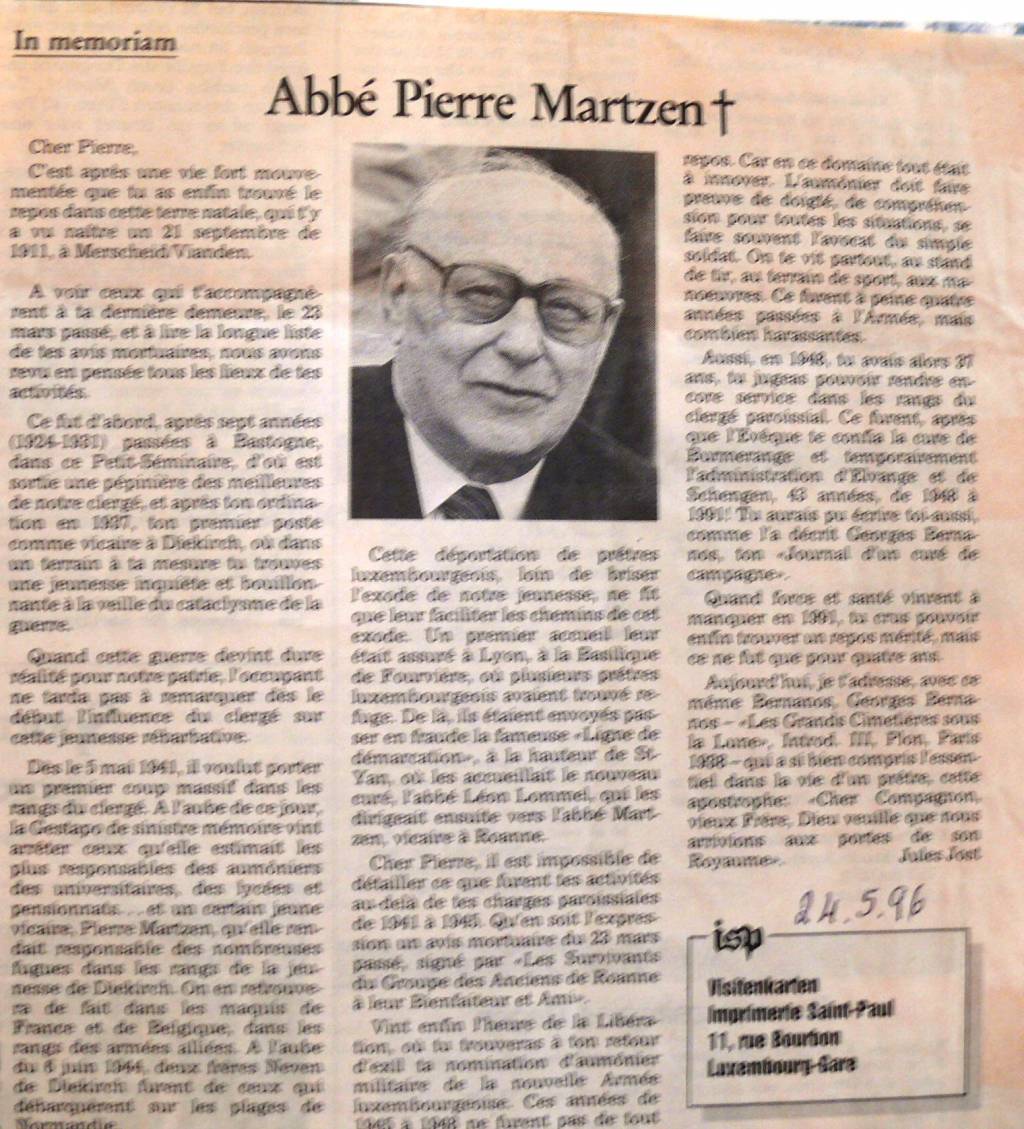 In memoriam
Abbé Pierre Martzen †
Cher Pierre,
C'est après une vie fort mouve-
mentée que tu as enfin trouvé le
repos dans cette terre natale, qui t'y
a vu naître un 21 septembre de
1911, à Merscheid/Vianden.
A voir ceux qui t'accompagnè-
rent à ta dernière demeure, le 23
mars passé, et à lire la longue liste
de tes avis mortuaires, nous avons
revu en pensée tous les lieux de tes
activités.
Ce fut d'abord, après sept années
(1924-1931) passées à Bastogne,
dans ce Petit-Séminaire, d'où est
sortie une pépinière des meilleures
de notre clergé, et après ton ordina-
tion en 1937, ton premier poste
comme vicaire à Diekirch, où dans
un terrain à ta mesure tu trouves
une jeunesse inquiète et bouillon-
nante à la veille du cataclysme de la
guerre.
Quand cette guerre devint dure
réalité pour notre patrie, l'occupant
ne tarda pas à remarquer dès le
début l'influence du clergé sur
cette jeunesse rébarbative.
Dès le 5 mai 1941, il voulut porter
un premier coup massif dans les
rangs du clergé. A l'aube de ce jour,
la Gestapo de sinistre mémoire vint
arrêter ceux qu'elle estimait les
plus responsables des aumôniers
des universitaires, des lycées et
pensionnats... et un certain jeune
vicaire, Pierre Martzen, qu'elle ren-
dait responsable des nombreuses
fugues dans les rangs de la jeu-
nesse de Diekirch. On en retrouve-
ra de fait dans les maquis de
France et de Belgique, dans les
rangs des armées alliées. A l'aube
du 6 juin 1944, deux frères Neven
de Diekirch furent de ceux qui
débarquèrent sur les plages de
Normandie.
Cette déportation de prêtres
luxembourgeois, loin de briser
l'exode de notre jeunesse, ne fit
que leur faciliter les chemins de cet
exode. Un premier accueil leur
était assuré à Lyon, à la Basilique
de Fourvière, où plusieurs prêtres
luxembourgeois avaient trouvé re-
fuge. De là, ils étaient envoyés pas-
ser en fraude la fameuse «Ligne de
démarcation», à la hauteur de St-
Yan, où les accueillait le nouveau
curé, l'abbé Léon Lommel, qui les
dirigeait ensuite vers l'abbé Mart-
zen, vicaire à Roanne.
Cher Pierre, il est impossible de
détailler ce que furent tes activités
au-delà de tes charges paroissiales
de 1941 à 1945. Qu'en soit l'expres-
sion un avis mortuaire du 23 mars
passé, signé par «Les Survivants
du Groupe des Anciens de Roanne
à leur Bienfaiteur et Ami».
Vint enfin l'heure de la Libéra-
tion, où tu trouveras à ton retour
d'exil ta nomination d'aumônier
militaire de la nouvelle Armée
luxembourgeoise. Ces années de
1945 à 1948 ne furent pas de tout
repos. Car en ce domaine tout était
à innover. L'aumônier doit faire
preuve de doigté, de compréhen-
sion pour toutes les situations, se
faire souvent l'avocat du simple
soldat. On te vit partout, au stand
de tir, au terrain de sport, aux ma-
noeuvres. Ce furent à peine quatre
années passées à l'Armée, mais
combien harassantes.
Aussi, en 1948, tu avais alors 37
ans, tu jugeas pouvoir rendre en-
core service dans les rangs du
clergé paroissial. Ce furent, après
que l'Evêque te confia la cure de
Burmerange et temporairement
l'administration d'Elvange et de
Schengen, 43 années, de 1948 à
1991! Tu aurais pu écrire toi-aussi,
comme l'a décrit Georges Berna-
nos, ton «Journal d'un curé de
campagne».
Quand force et santé vinrent à
manquer en 1991, tu crus pouvoir
enfin trouver un repos mérité, mais
ce ne fut que pour quatre ans.
Aujourd'hui, je t'adresse, avec ce
même Bernanos, Georges Berna-
nos – «Les Grands Cimetières sous
la Lune», Introd. III, Plon, Paris
1938 – qui a si bien compris l'essen-
tiel dans la vie d'un prêtre, cette
apostrophe: «Cher Compagnon,
vieux Frère, Dieu veuille que nous
arrivions aux portes de son
Royaume». Jules Jost
24.5.96
isp
Visitenkarten
Imprimerie Saint-Paul
11, rue Bourbon
Luxembourg-Gare